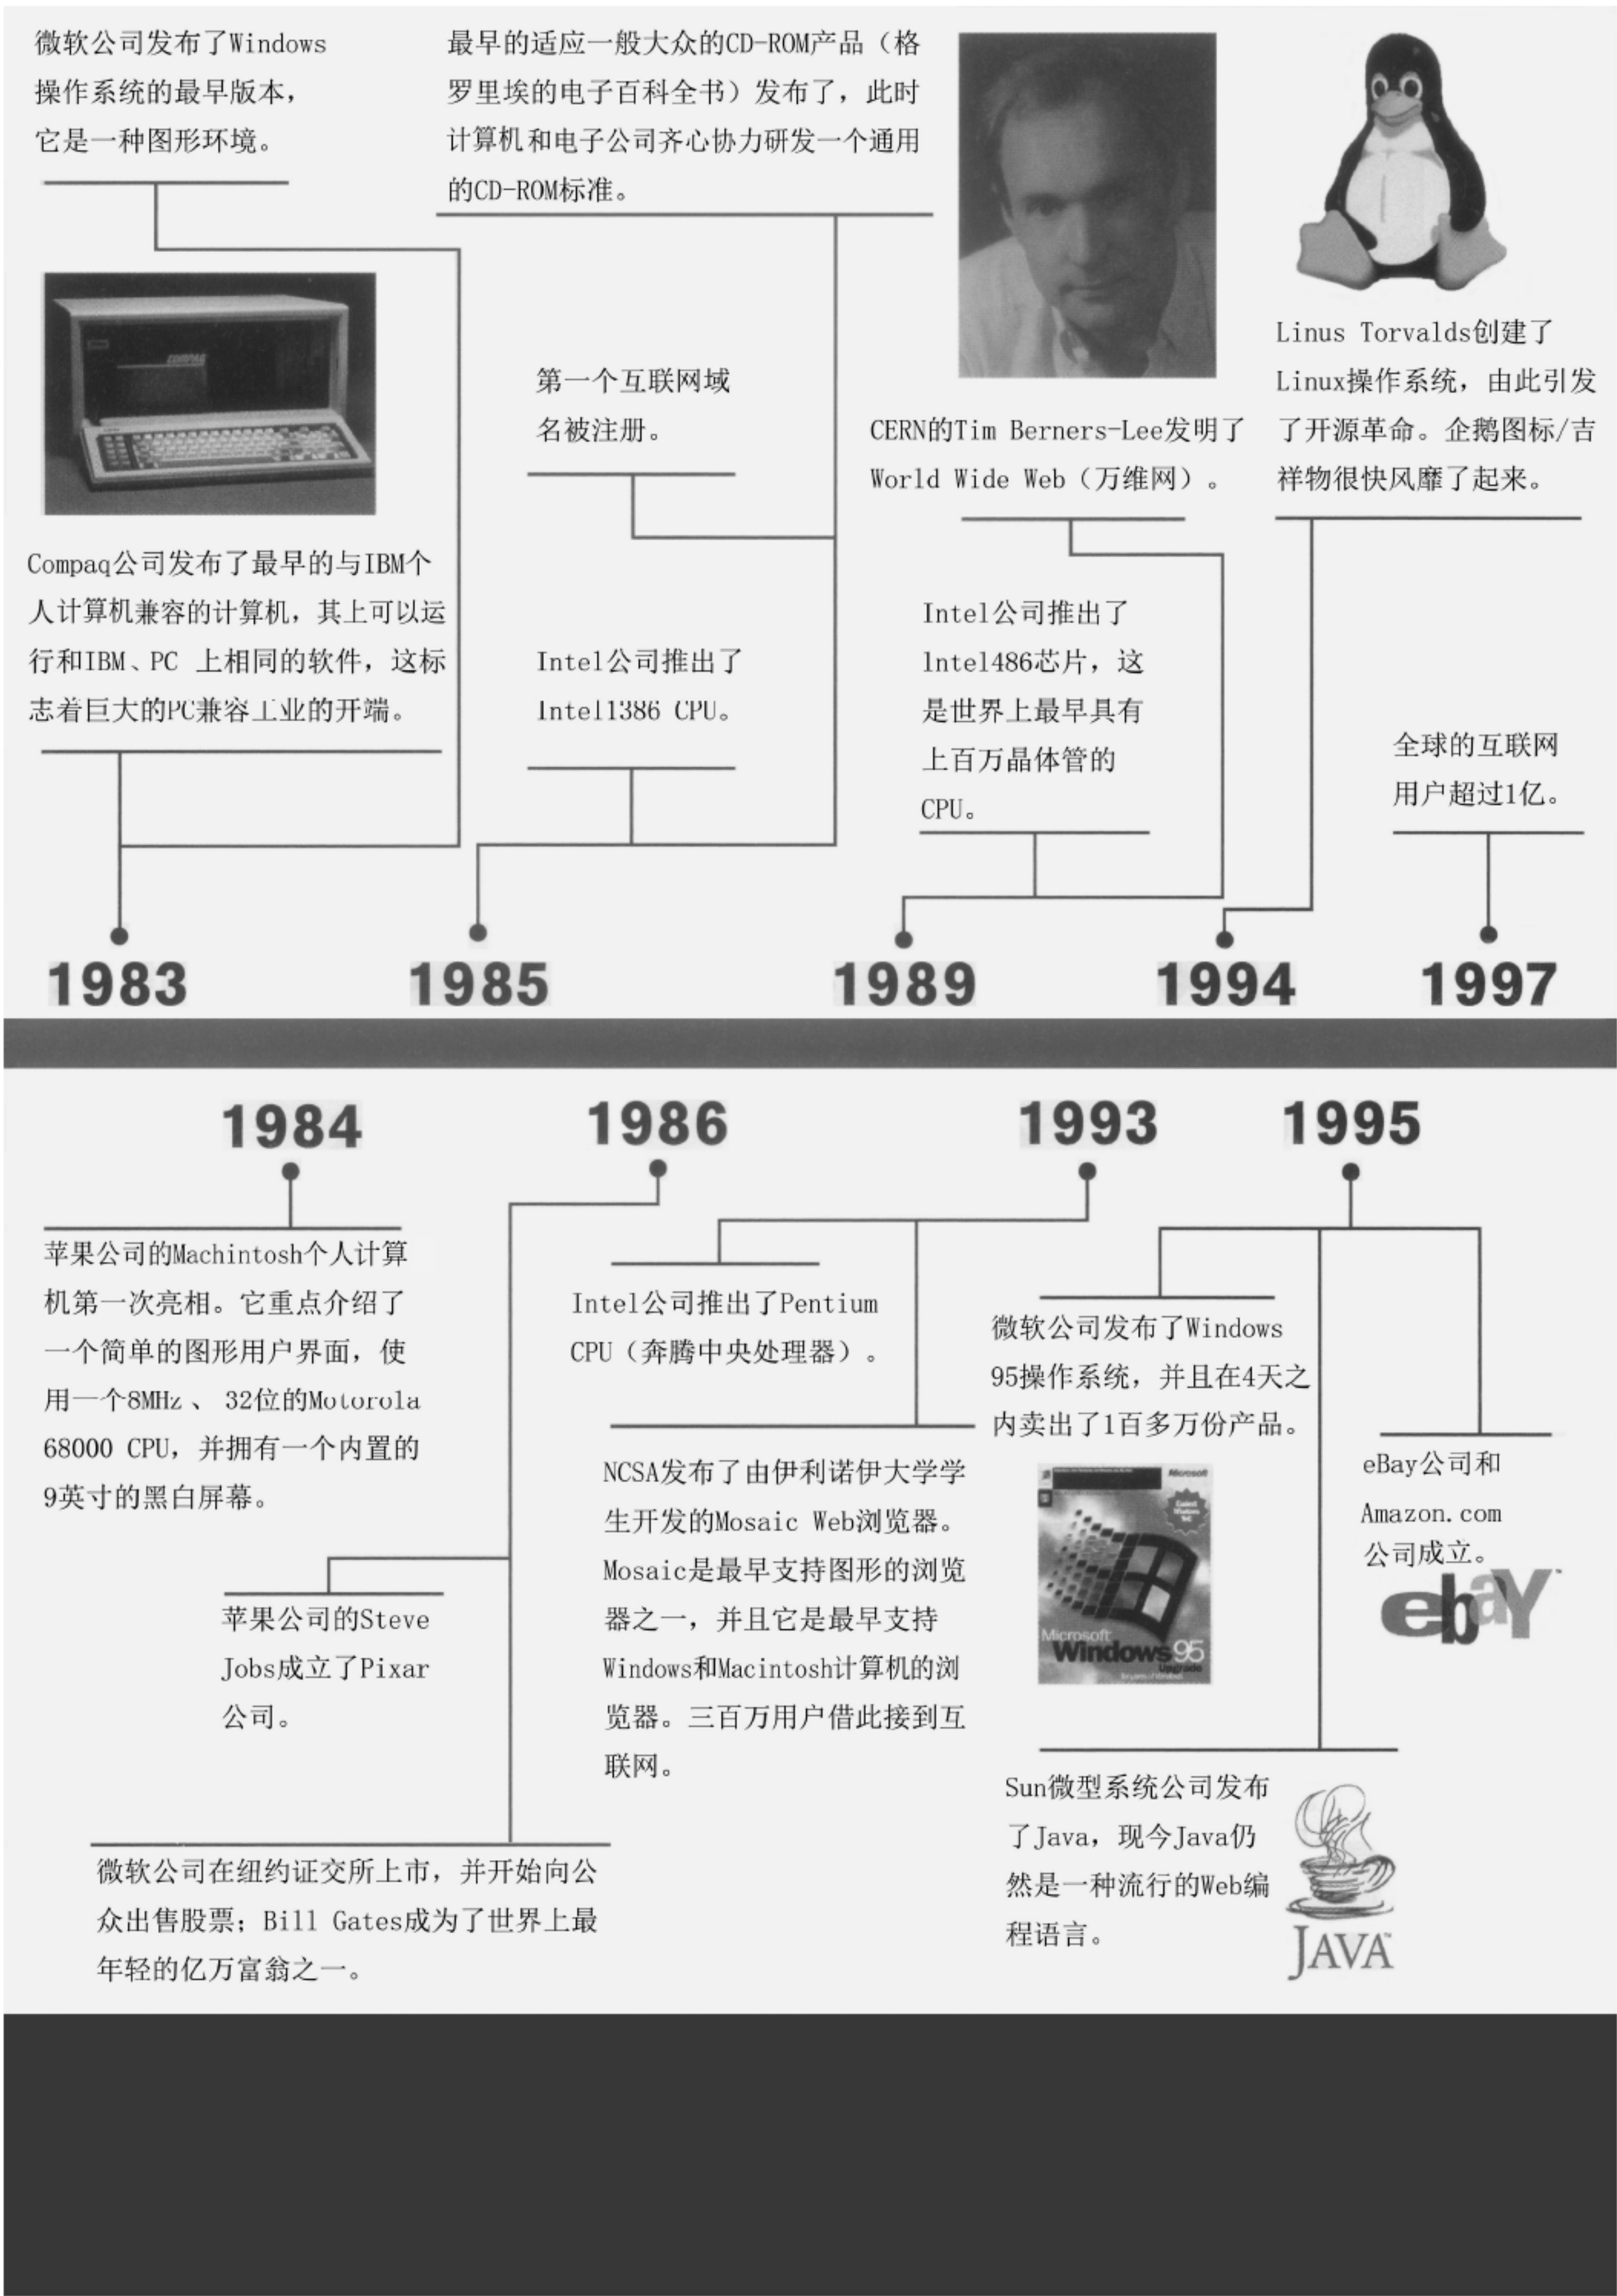 微软公司发布了Windows
操作系统的最早版本，
它是一种图形环境。
COMPAQ
Compaq公司发布了最早的与IBM个
人计算机兼容的计算机，其上可以运
行和IBM、PC 上相同的软件，这标
志着巨大的PC兼容工业的开端。
1983
最早的适应一般大众的CD-ROM产品（格
罗里埃的电子百科全书）发布了，此时
计算机和电子公司齐心协力研发一个通用
的CD-ROM标准。
第一个互联网域
名被注册。
Intel公司推出了
Intel1386 CPU。
1985
CERN的Tim Berners-Lee发明了
World Wide Web（万维网）。
Intel公司推出了
lntel486芯片，这
是世界上最早具有
上百万晶体管的
CPU。
1989
Linus Torvalds创建了
Linux操作系统，由此引发
了开源革命。企鹅图标/吉
祥物很快风靡了起来。
1994
全球的互联网
用户超过1亿。
1997
1984
苹果公司的Machintosh个人计算
机第一次亮相。它重点介绍了
一个简单的图形用户界面，使
用一个8MHz、 32位的Motorola
68000 CPU，并拥有一个内置的
9英寸的黑白屏幕。
1986
苹果公司的Steve
Jobs成立了Pixar
公司。
微软公司在纽约证交所上市，并开始向公
众出售股票；Bill Gates成为了世界上最
年轻的亿万富翁之一。
1993
Intel公司推出了Pentium
CPU（奔腾中央处理器）。
NCSA发布了由伊利诺伊大学学
生开发的Mosaic Web浏览器。
Mosaic是最早支持图形的浏览
器之一，并且它是最早支持
Windows和Macintosh计算机的浏
览器。三百万用户借此接到互
联网。
1995
微软公司发布了Windows
95操作系统，并且在4天之
内卖出了1百多万份产品。
Microsoft
Microsoft
Windows 95
Upgrade
eBay公司和
Amazon.com
公司成立。
ebaY
Sun微型系统公司发布
了Java，现今Java仍
然是一种流行的Web编
程语言。
JAVA